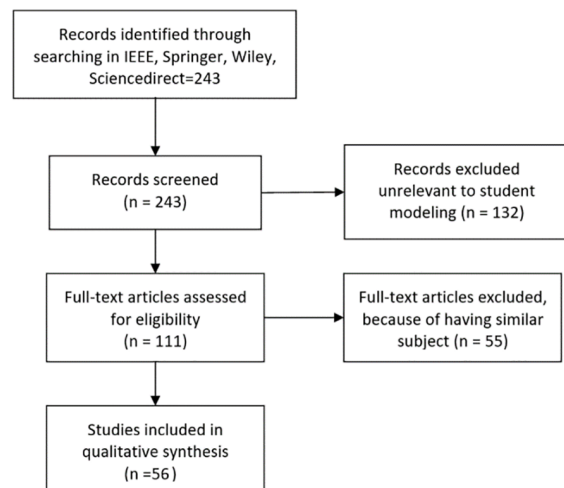 Records identified through
searching in IEEE, Springer, Wiley,
Sciencedirect=243
Records screened
(n = 243)
Records excluded
unrelevant to student
modeling (n = 132)
Full-text articles assessed
for eligibility
(n = 111)
Full-text articles excluded,
because of having similar
subject (n = 55)
Studies included in
qualitative synthesis
(n =56)